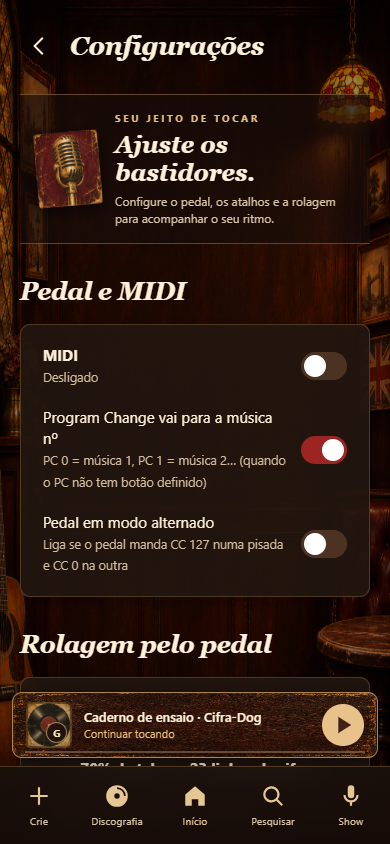 Configurações
SEU JEITO DE TOCAR
Ajuste os
bastidores.
Configure o pedal, os atalhos e a rolagem
para acompanhar o seu ritmo.
Pedal e MIDI
MIDI
Desligado
Program Change vai para a música
nº
PC 0 = música 1, PC 1 = música 2... (quando
o PC não tem botão definido)
Pedal em modo alternado
Liga se o pedal manda CC 127 numa pisada
e CC 0 na outra
Rolagem pelo pedal
G
Caderno de ensaio · Cifra-Dog
Continuar tocando
Crie
Discografia
Início
Pesquisar
Show